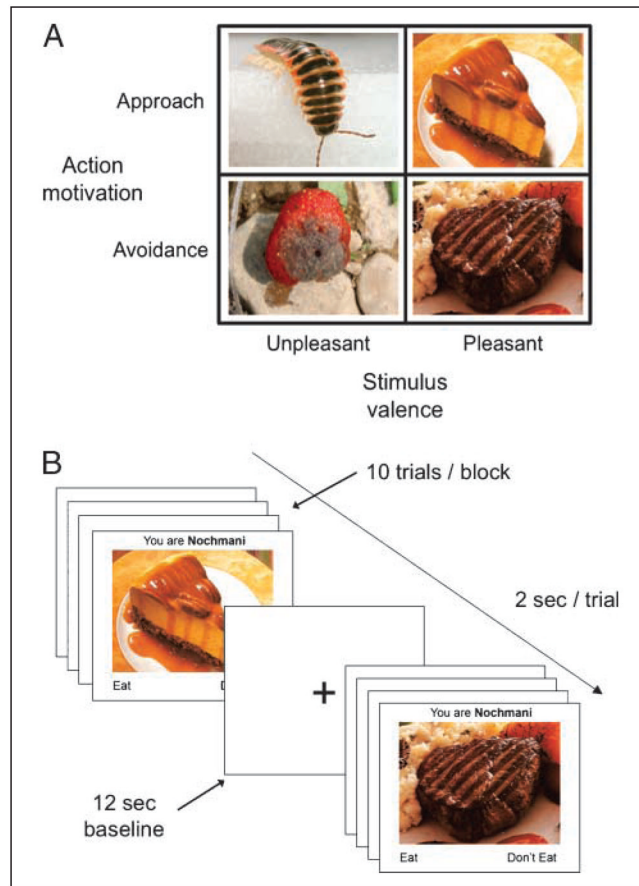 A
Approach
Action
motivation
Avoidance
Unpleasant
Pleasant
Stimulus
valence
B
10 trials / block
You are Nochmani
Eat
D
2 sec / trial
+
12 sec
baseline
You are Nochmani
Eat
Don't Eat